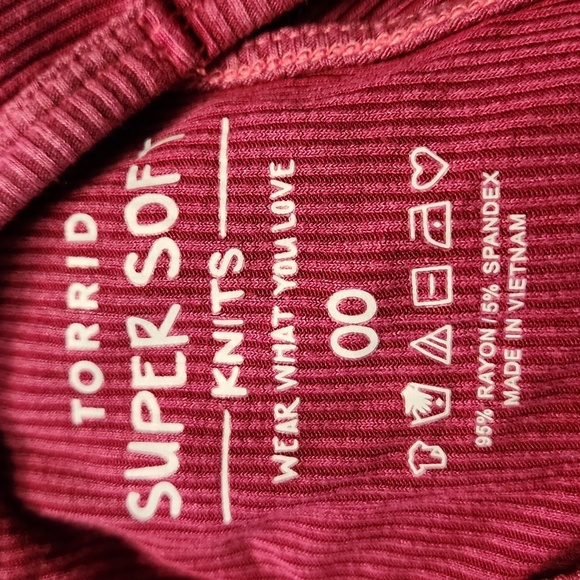 TORRID
SUPER SOFT
KNITS
WEAR WHAT YOU LOVE
00
95% RAYON/5% SPANDEX
MADE IN VIETNAM